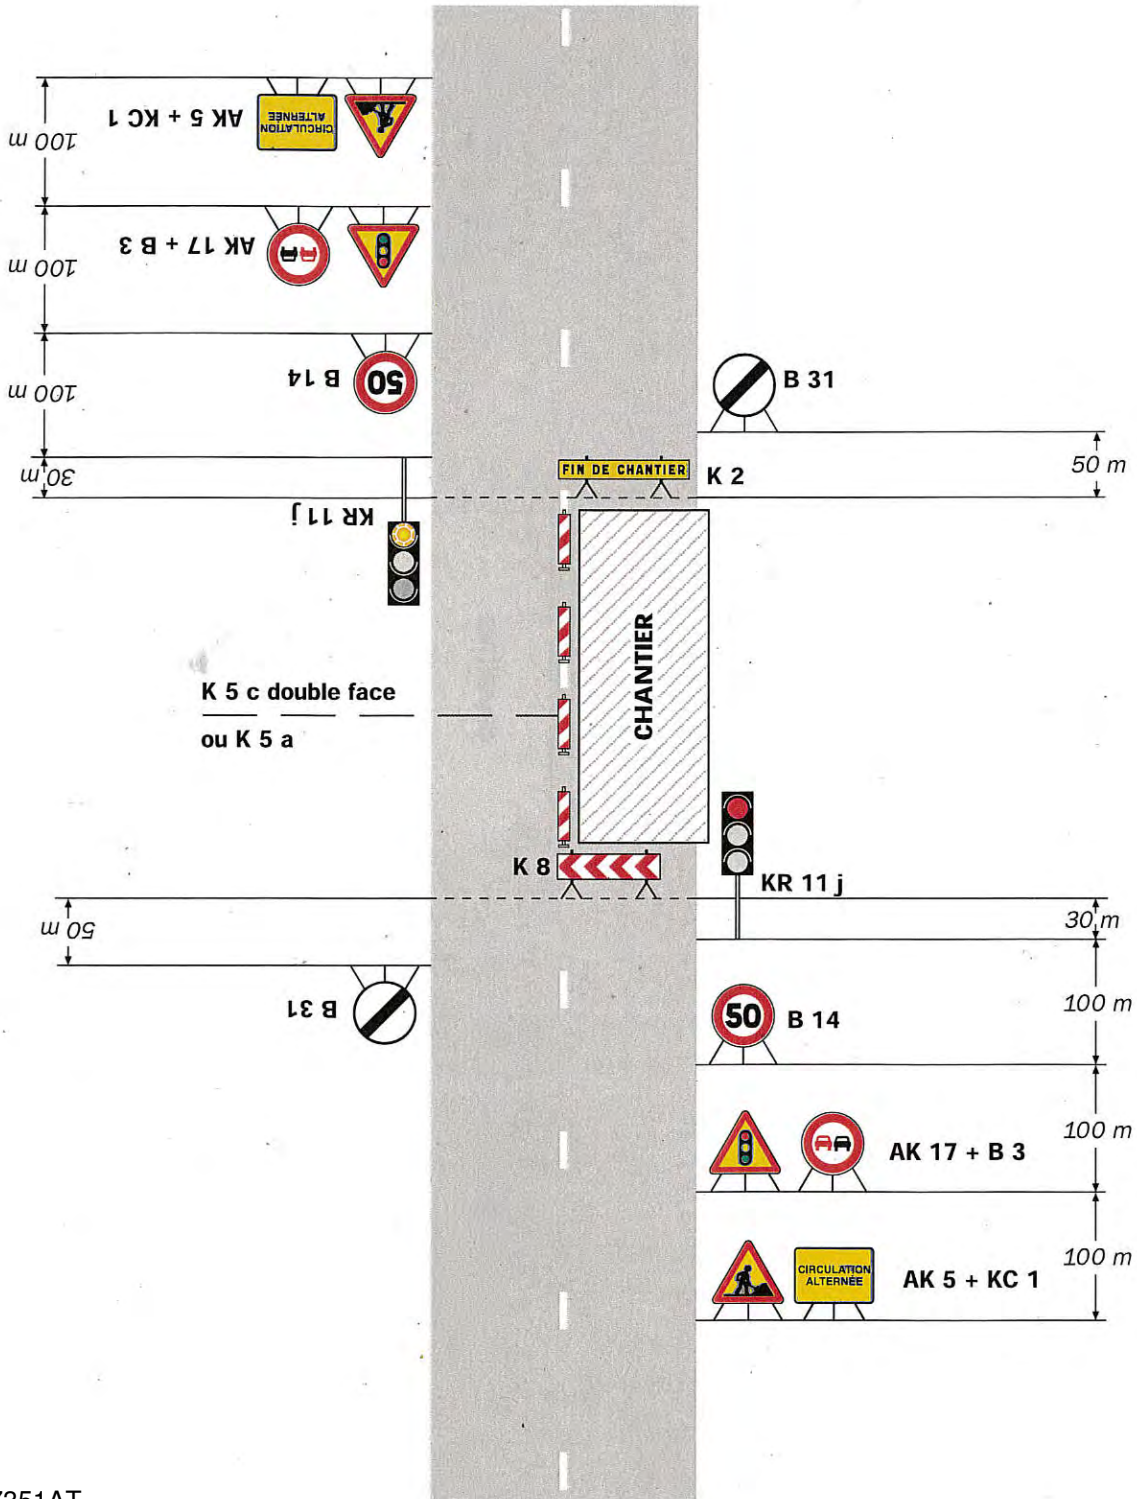 AK 5 + KC 1
CIRCULATION
ALTERNÉE
100 m
AK 17 + B 3
100 m
B 14
50
100 m
B 31
30 m
KR 11 j
FIN DE CHANTIER
K 2
50 m
CHANTIER
K 5 c double face
ou K 5 a
K 8
KR 11 j
50 m
30 m
B 31
50
B 14
100 m
AK 17 + B 3
100 m
CIRCULATION
ALTERNÉE
AK 5 + KC 1
100 m